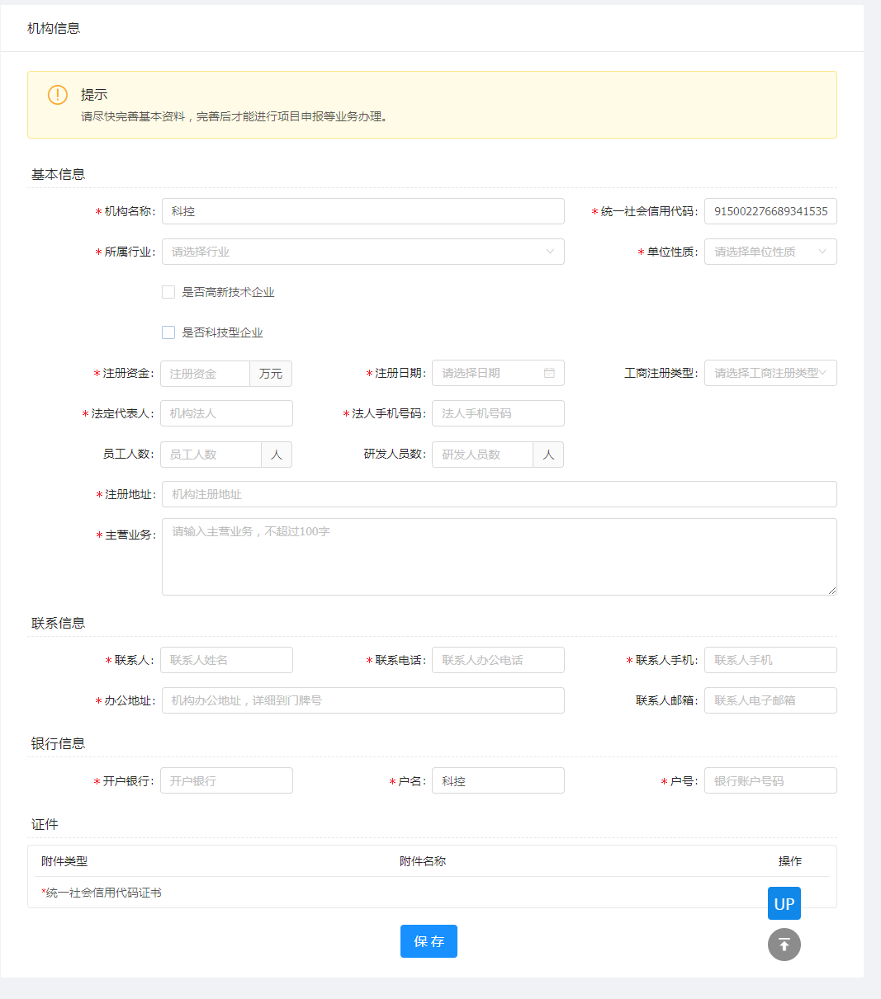 机构信息
提示
请尽快完善基本资料，完善后才能进行项目申报等业务办理。
基本信息
*机构名称: 科控 *统一社会信用代码: 915002276689341535
*所属行业: 请选择行业 *单位性质: 请选择单位性质
是否高新技术企业
是否科技型企业
*注册资金: 注册资金 万元 *注册日期: 请选择日期 工商注册类型: 请选择工商注册类型
*法定代表人: 机构法人 *法人手机号码: 法人手机号码
员工人数: 员工人数 人 研发人员数: 研发人员数 人
*注册地址: 机构注册地址
*主营业务: 请输入主营业务，不超过100字
联系信息
*联系人: 联系人姓名 *联系电话: 联系人办公电话 *联系人手机: 联系人手机
*办公地址: 机构办公地址，详细到门牌号 联系人邮箱: 联系人电子邮箱
银行信息
*开户银行: 开户银行 *户名: 科控 *户号: 银行账户号码
证件
附件类型 附件名称 操作
*统一社会信用代码证书
UP
保存